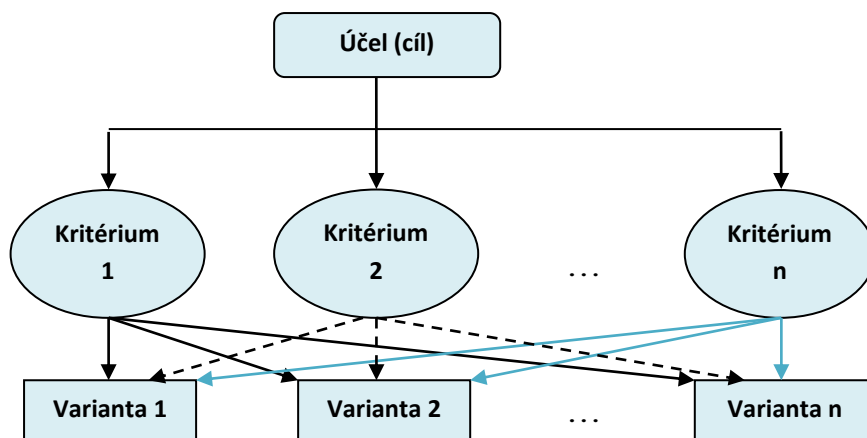 Účel (cíl)
Kritérium
1
Kritérium
2
. . .
Kritérium
n
Varianta 1
Varianta 2
. . .
Varianta n